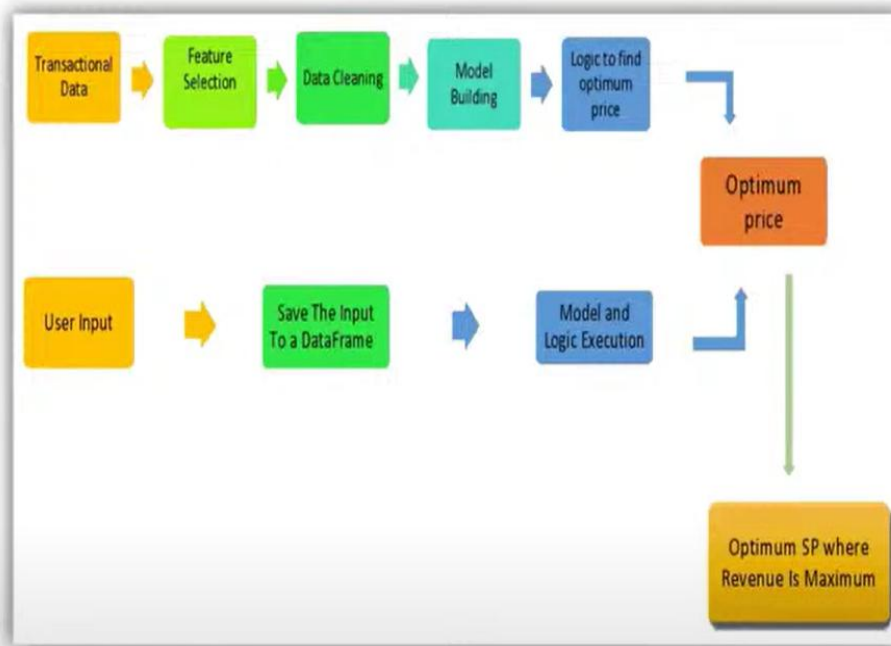 Transactional
Data
Feature
Selection
Data Cleaning
Model
Building
Logic to find
optimum
price
Optimum
price
User Input
Save The Input
To a DataFrame
Model and
Logic Execution
Optimum SP where
Revenue Is Maximum